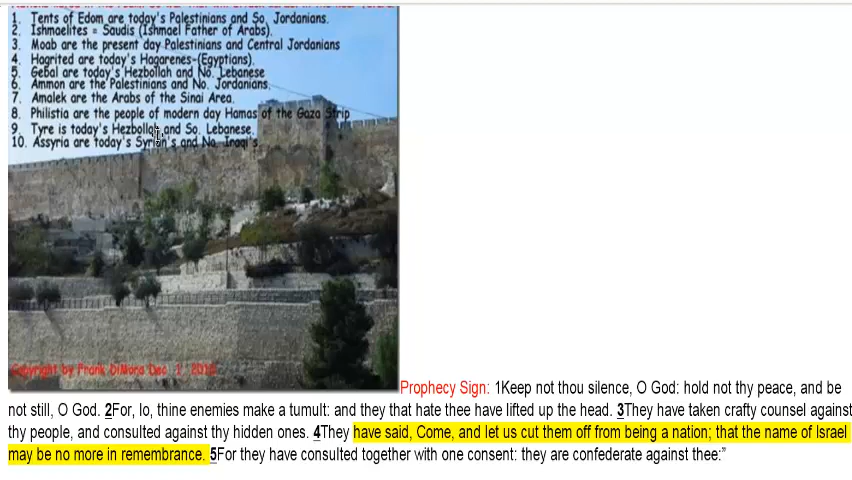 1. Tents of Edom are today's Palestinians and So. Jordanians.
2. Ishmaelites = Saudis (Ishmael Father of Arabs).
3. Moab are the present day Palestinians and Central Jordanians
4. Hagrited are today's Hagarenes-(Egyptians).
5. Gebal are today's Hezbollah and No. Lebanese
6. Ammon are the Palestinians and No. Jordanians.
7. Amalek are the Arabs of the Sinai Area.
8. Philistia are the people of modern day Hamas of the Gaza Strip
9. Tyre is today's Hezbollah and So. Lebanese.
10. Assyria are today's Syrian's and No. Iraqi's
Copyright by Frank DiMora Dec. 1,
Prophecy Sign: 1Keep not thou silence, O God: hold not thy peace, and be
not still, O God. 2For, lo, thine enemies make a tumult: and they that hate thee have lifted up the head. 3They have taken crafty counsel against
thy people, and consulted against thy hidden ones. 4They have said, Come, and let us cut them off from being a nation; that the name of Israel
may be no more in remembrance. 5For they have consulted together with one consent: they are confederate against thee:”